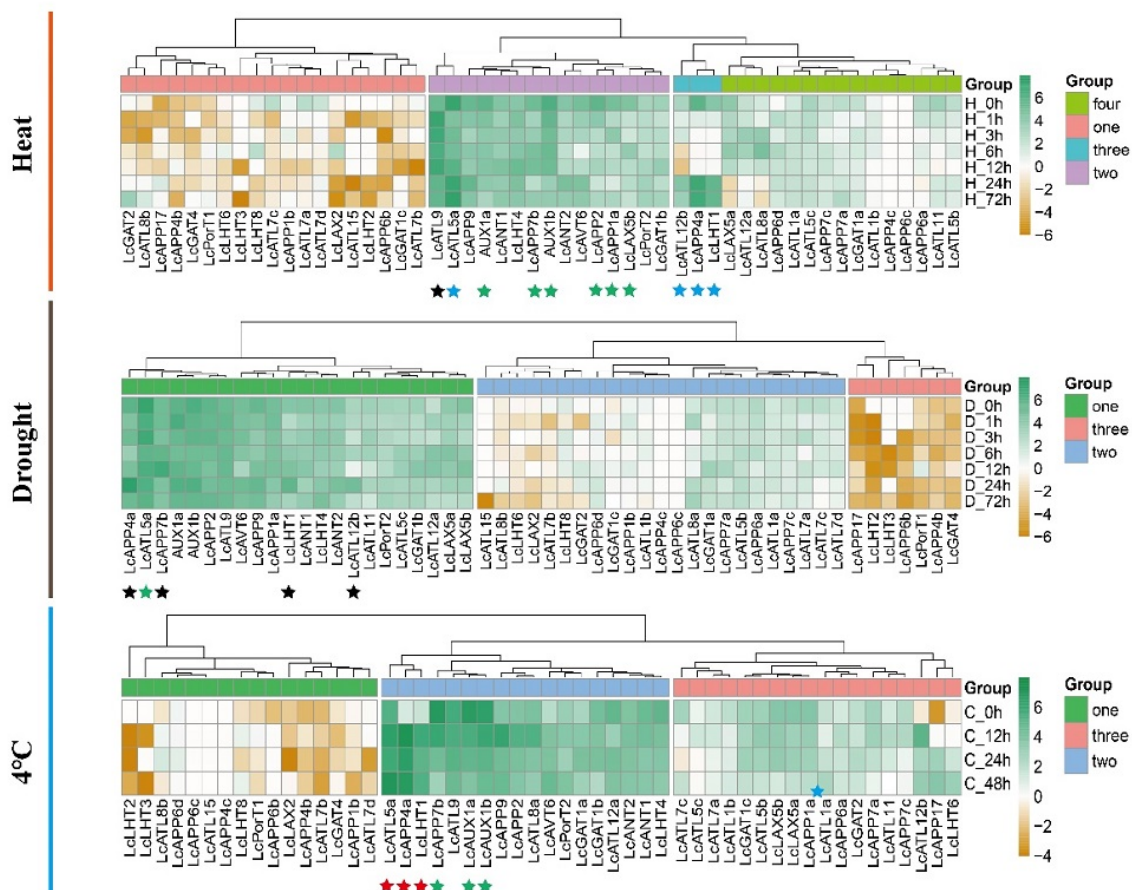 Heat
Group
H_0h
H_1h
H_3h
H_6h
H_12h
H_24h
H_72h
6
4
2
0
−2
−4
−6
Group
four
one
three
two
LcGAT2
LcATL8b
LcAPP17
LcAPP4b
LcGAT4
LcPorT1
LcLHT6
LcLHT3
LcLHT8
LcATL7c
LcAPP1b
LcATL7a
LcATL7d
LcLAX2
LcATL15
LcLHT2
LcAPP6b
LcGAT1c
LcATL7b
LcATL9
LcATL5a
LcAPP9
AUX1a
LcANT1
LcLHT4
LcAPP7b
AUX1b
LcANT2
LcAVT6
LcAPP2
LcAPP1a
LcLAX5b
LcPorT2
LcGAT1b
LcATL12b
LcAPP4a
LcLHT1
LcLAX5a
LcATL12a
LcATL8a
LcAPP6d
LcATL1a
LcATL5c
LcAPP7c
LcAPP7a
LcGAT1a
LcATL1b
LcAPP4c
LcAPP6c
LcAPP6a
LcATL11
LcATL5b
Drought
Group
D_0h
D_1h
D_3h
D_6h
D_12h
D_24h
D_72h
6
4
2
0
−2
−4
−6
Group
one
three
two
LcAPP4a
LcATL5a
LcAPP7b
AUX1a
AUX1b
LcAPP2
LcATL9
LcAVT6
LcAPP9
LcAPP1a
LcLHT1
LcANT1
LcLHT4
LcANT2
LcATL12b
LcATL11
LcPorT2
LcATL5c
LcGAT1b
LcATL12a
LcLAX5a
LcLAX5b
LcATL15
LcATL8b
LcLHT6
LcLAX2
LcATL7b
LcLHT8
LcGAT2
LcAPP6d
LcGAT1c
LcAPP1b
LcATL1b
LcAPP4c
LcAPP6c
LcATL8a
LcGAT1a
LcAPP7a
LcATL5b
LcAPP6a
LcATL1a
LcAPP7c
LcATL7a
LcATL7c
LcATL7d
LcAPP17
LcLHT2
LcLHT3
LcAPP6b
LcPorT1
LcAPP4b
LcGAT4
4°C
Group
C_0h
C_12h
C_24h
C_48h
6
4
2
0
−2
−4
Group
one
three
two
LcLHT2
LcLHT3
LcATL8b
LcAPP6d
LcAPP6c
LcATL15
LcAPP4c
LcLHT8
LcPorT1
LcAPP6b
LcLAX2
LcAPP4b
LcATL7b
LcGAT4
LcAPP1b
LcATL7d
LcATL5a
LcAPP4a
LcLHT1
LcAPP7b
LcATL9
LcAUX1a
LcAUX1b
LcAPP9
LcAPP2
LcATL8a
LcAVT6
LcPorT2
LcGAT1a
LcGAT1b
LcATL12a
LcANT2
LcANT1
LcLHT4
LcATL7c
LcATL5c
LcATL7a
LcATL1b
LcGAT1c
LcATL5b
LcLAX5b
LcLAX5a
LcAPP1a
LcATL1a
LcAPP6a
LcGAT2
LcAPP7a
LcATL11
LcAPP7c
LcATL12b
LcAPP17
LcLHT6